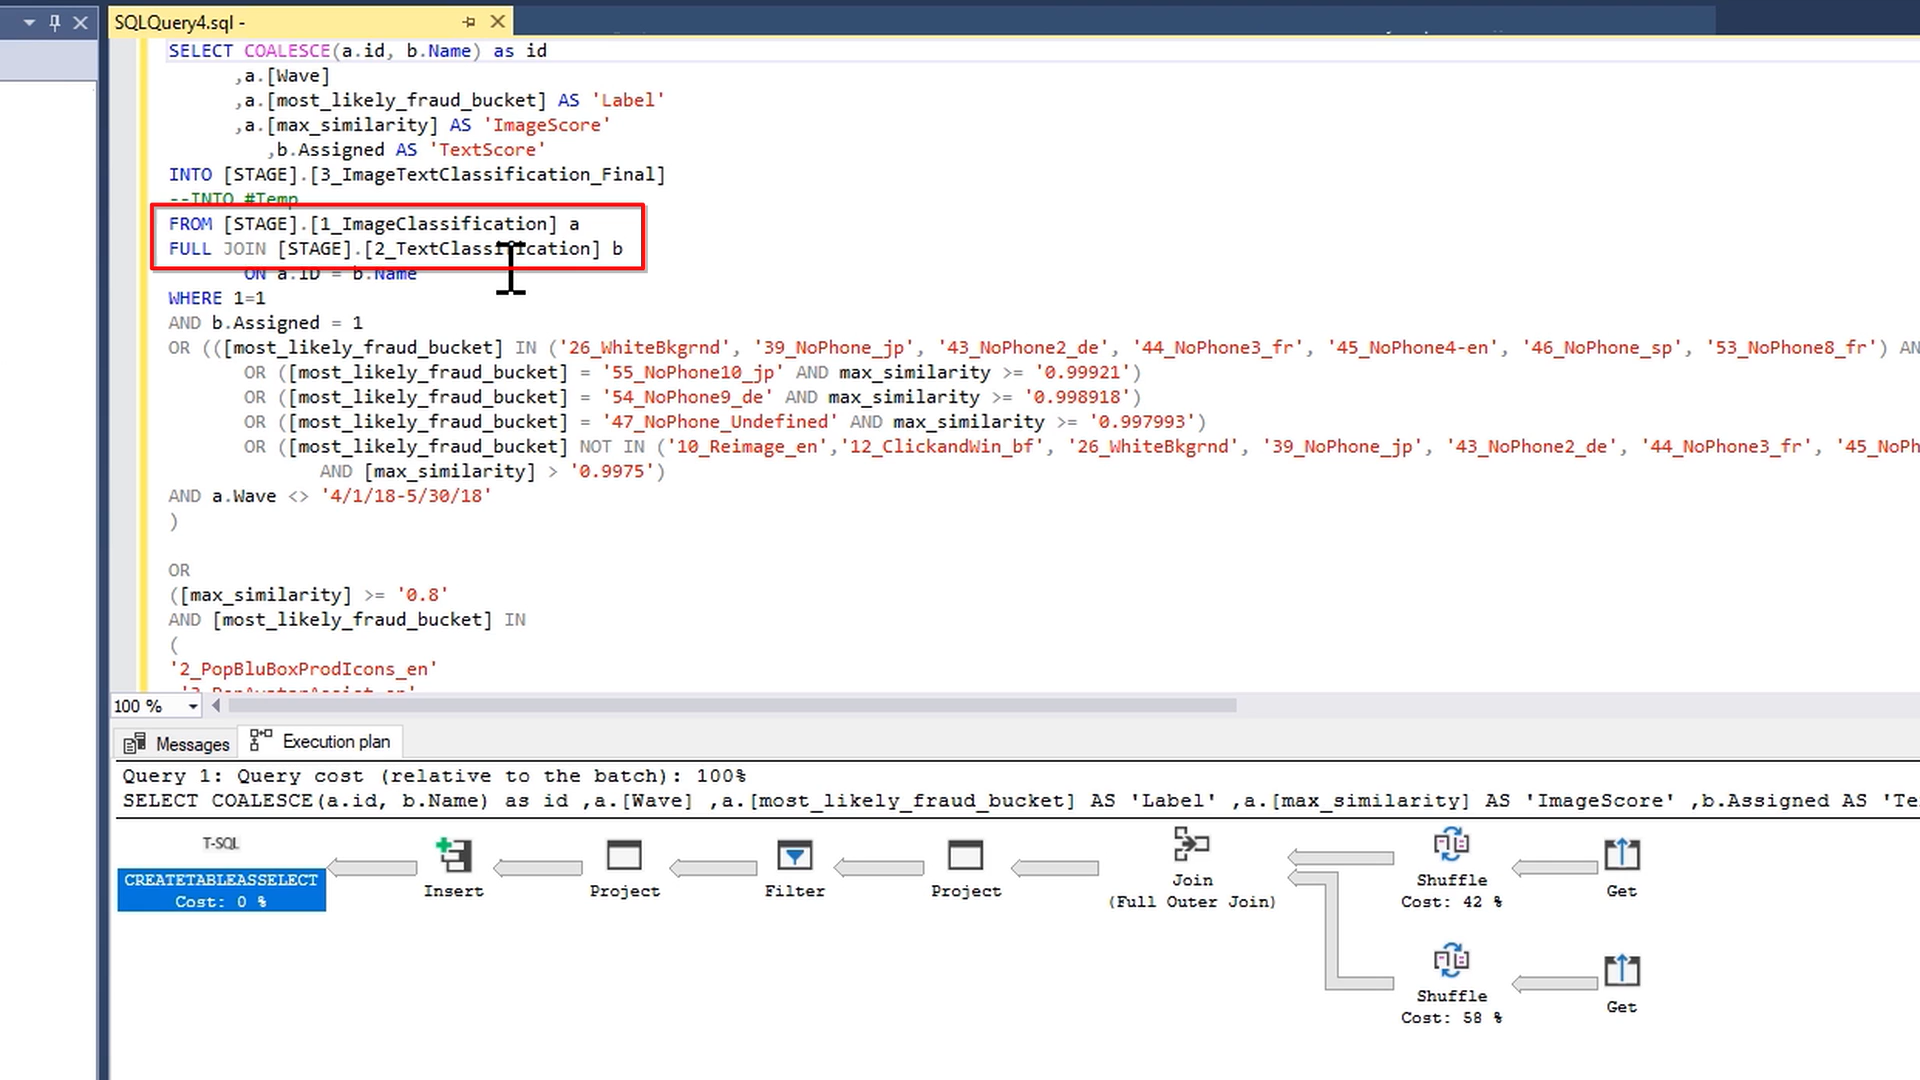 SQLQuery4.sql -
SELECT COALESCE(a.id, b.Name) as id
,a.[Wave]
,a.[most_likely_fraud_bucket] AS 'Label'
,a.[max_similarity] AS 'ImageScore'
,b.Assigned AS 'TextScore'
INTO [STAGE].[3_ImageTextClassification_Final]
--INTO #Temp
FROM [STAGE].[1_ImageClassification] a
FULL JOIN [STAGE].[2_TextClassification] b
ON a.ID = b.Name
WHERE 1=1
AND b.Assigned = 1
OR (([most_likely_fraud_bucket] IN ('26_WhiteBkgrnd', '39_NoPhone_jp', '43_NoPhone2_de', '44_NoPhone3_fr', '45_NoPhone4-en', '46_NoPhone_sp', '53_NoPhone8_fr') AN
OR ([most_likely_fraud_bucket] = '55_NoPhone10_jp' AND max_similarity >= '0.99921')
OR ([most_likely_fraud_bucket] = '54_NoPhone9_de' AND max_similarity >= '0.998918')
OR ([most_likely_fraud_bucket] = '47_NoPhone_Undefined' AND max_similarity >= '0.997993')
OR ([most_likely_fraud_bucket] NOT IN ('10_Reimage_en','12_ClickandWin_bf', '26_WhiteBkgrnd', '39_NoPhone_jp', '43_NoPhone2_de', '44_NoPhone3_fr', '45_NoPh
AND [max_similarity] > '0.9975')
AND a.Wave <> '4/1/18-5/30/18'
)
OR
([max_similarity] >= '0.8'
AND [most_likely_fraud_bucket] IN
(
'2_PopBluBoxProdIcons_en'
100 %
Messages
Execution plan
Query 1: Query cost (relative to the batch): 100%
SELECT COALESCE(a.id, b.Name) as id ,a.[Wave] ,a.[most_likely_fraud_bucket] AS 'Label' ,a.[max_similarity] AS 'ImageScore' ,b.Assigned AS 'Te
T-SQL
CREATETABLEASSELECT
Cost: 0 %
Insert
Project
Filter
Project
Join
(Full Outer Join)
Shuffle
Cost: 42 %
Get
Shuffle
Cost: 58 %
Get